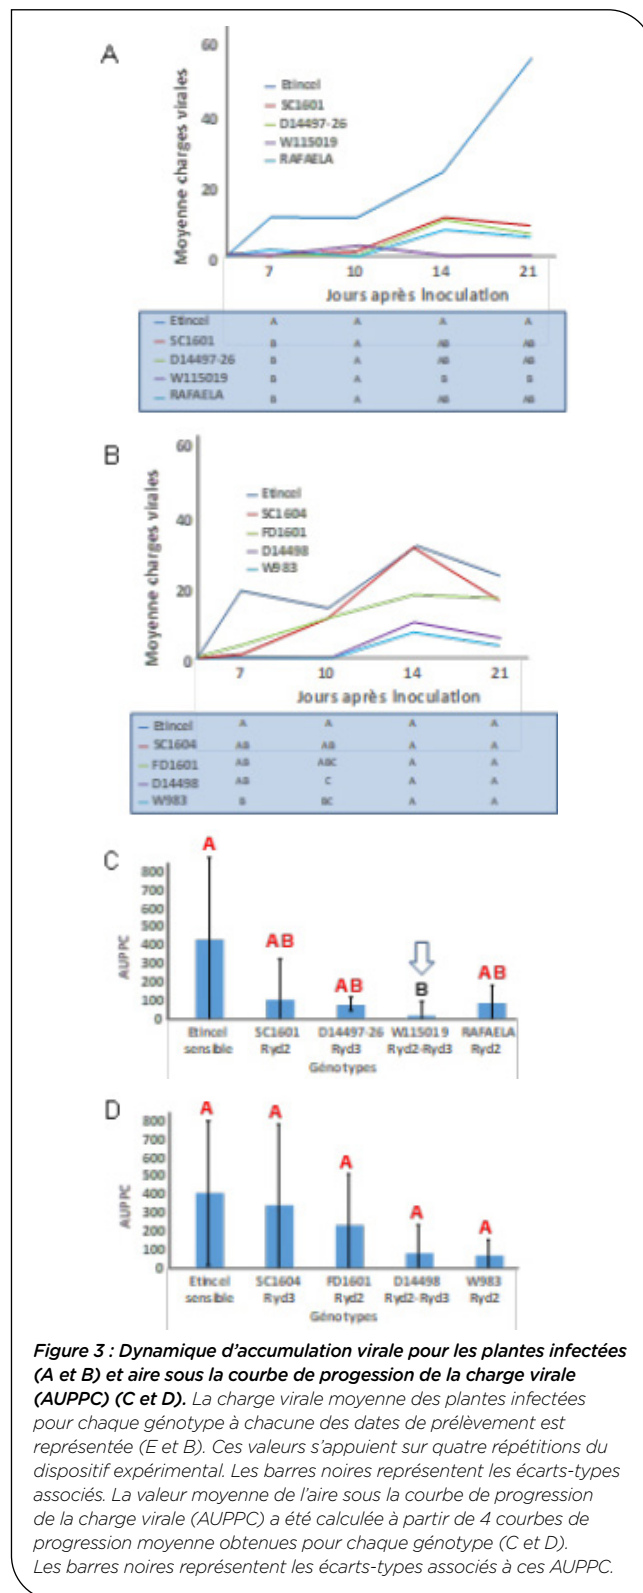 A
Moyenne charges virales
60
40
20
0
Etincel
SC1601
D14497-26
W115019
RAFAELA
7 10 14 21
Jours après Inoculation
Etincel A A A A
SC1601 B A AB AB
D14497-26 B A AB AB
W115019 B A B B
RAFAELA B A AB AB
B
Moyenne charges virales
60
40
20
0
Etincel
SC1604
FD1601
D14498
W983
7 10 14 21
Jours après Inoculation
Etincel A A A A
SC1604 AB AB A A
FD1601 AB ABC A A
D14498 AB C A A
W983 B BC A A
C
AUPPC
800
700
600
500
400
300
200
100
0
A AB AB B AB
Etincel SC1601 D14497-26 W115019 RAFAELA
sensible Ryd2 Ryd3 Ryd2-Ryd3 Ryd2
Génotypes
D
AUPPC
800
700
600
500
400
300
200
100
0
A A A A A
Etincel SC1604 FD1601 D14498 W983
sensible Ryd3 Ryd2 Ryd2-Ryd3 Ryd2
Génotypes
Figure 3 : Dynamique d'accumulation virale pour les plantes infectées
(A et B) et aire sous la courbe de progession de la charge virale
(AUPPC) (C et D). La charge virale moyenne des plantes infectées
pour chaque génotype à chacune des dates de prélèvement est
représentée (E et B). Ces valeurs s'appuient sur quatre répétitions du
dispositif expérimental. Les barres noires représentent les écarts-types
associés. La valeur moyenne de l'aire sous la courbe de progression
de la charge virale (AUPPC) a été calculée à partir de 4 courbes de
progression moyenne obtenues pour chaque génotype (C et D).
Les barres noires représentent les écarts-types associés à ces AUPPC.